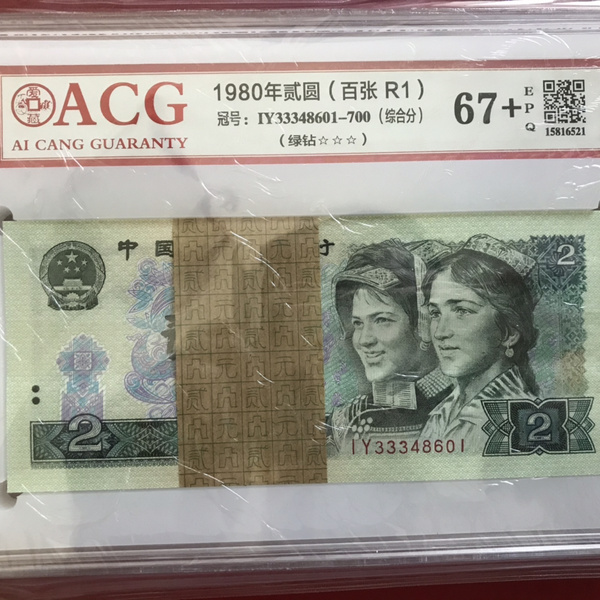 ACG
AI CANG GUARANTY
1980年贰圆（百张 R1）
冠号：IY33348601-700（综合分）
（绿钻☆☆☆）
67+
EPQ
15816521
中国
2
2
2
IY33348601